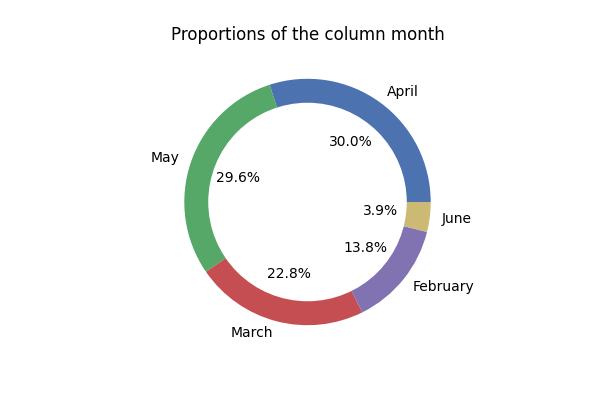 Proportions of the column month
April
30.0%
May
29.6%
3.9%
June
13.8%
22.8%
February
March